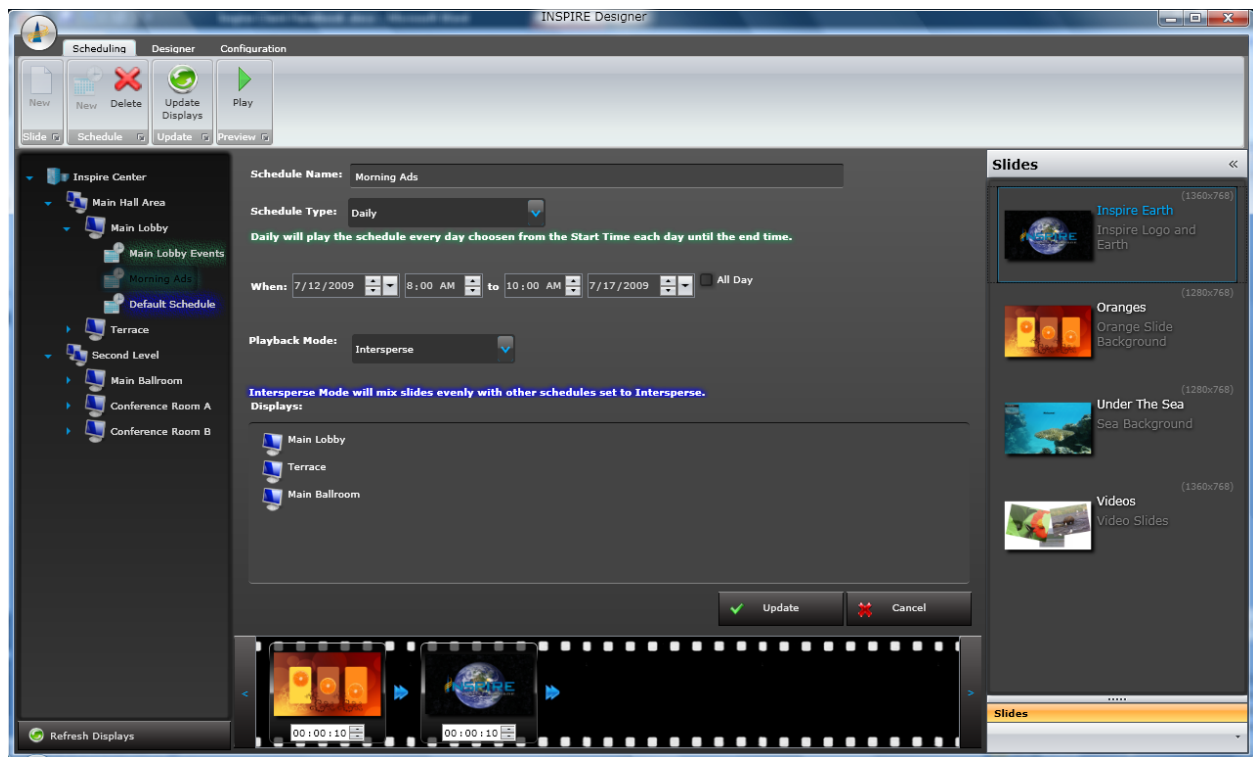 INSPIRE Designer
Scheduling Designer Configuration
New New Delete Update Displays Play
Slide Schedule Update Preview
Inspire Center
Main Hall Area
Main Lobby
Main Lobby Events
Morning Ads
Default Schedule
Terrace
Second Level
Main Ballroom
Conference Room A
Conference Room B
Refresh Displays
Schedule Name: Morning Ads
Schedule Type: Daily
Daily will play the schedule every day choosen from the Start Time each day until the end time.
When: 7/12/2009 8:00 AM to 10:00 AM 7/17/2009 All Day
Playback Mode: Intersperse
Intersperse Mode will mix slides evenly with other schedules set to Intersperse.
Displays:
Main Lobby
Terrace
Main Ballroom
Update Cancel
INSPIRE
< >
00:00:10 00:00:10
Slides «
(1360x768)
Inspire Earth
Inspire Logo and
Earth
INSPIRE
(1280x768)
Oranges
Orange Slide
Background
(1280x768)
Under The Sea
Sea Background
(1360x768)
Videos
Video Slides
Slides